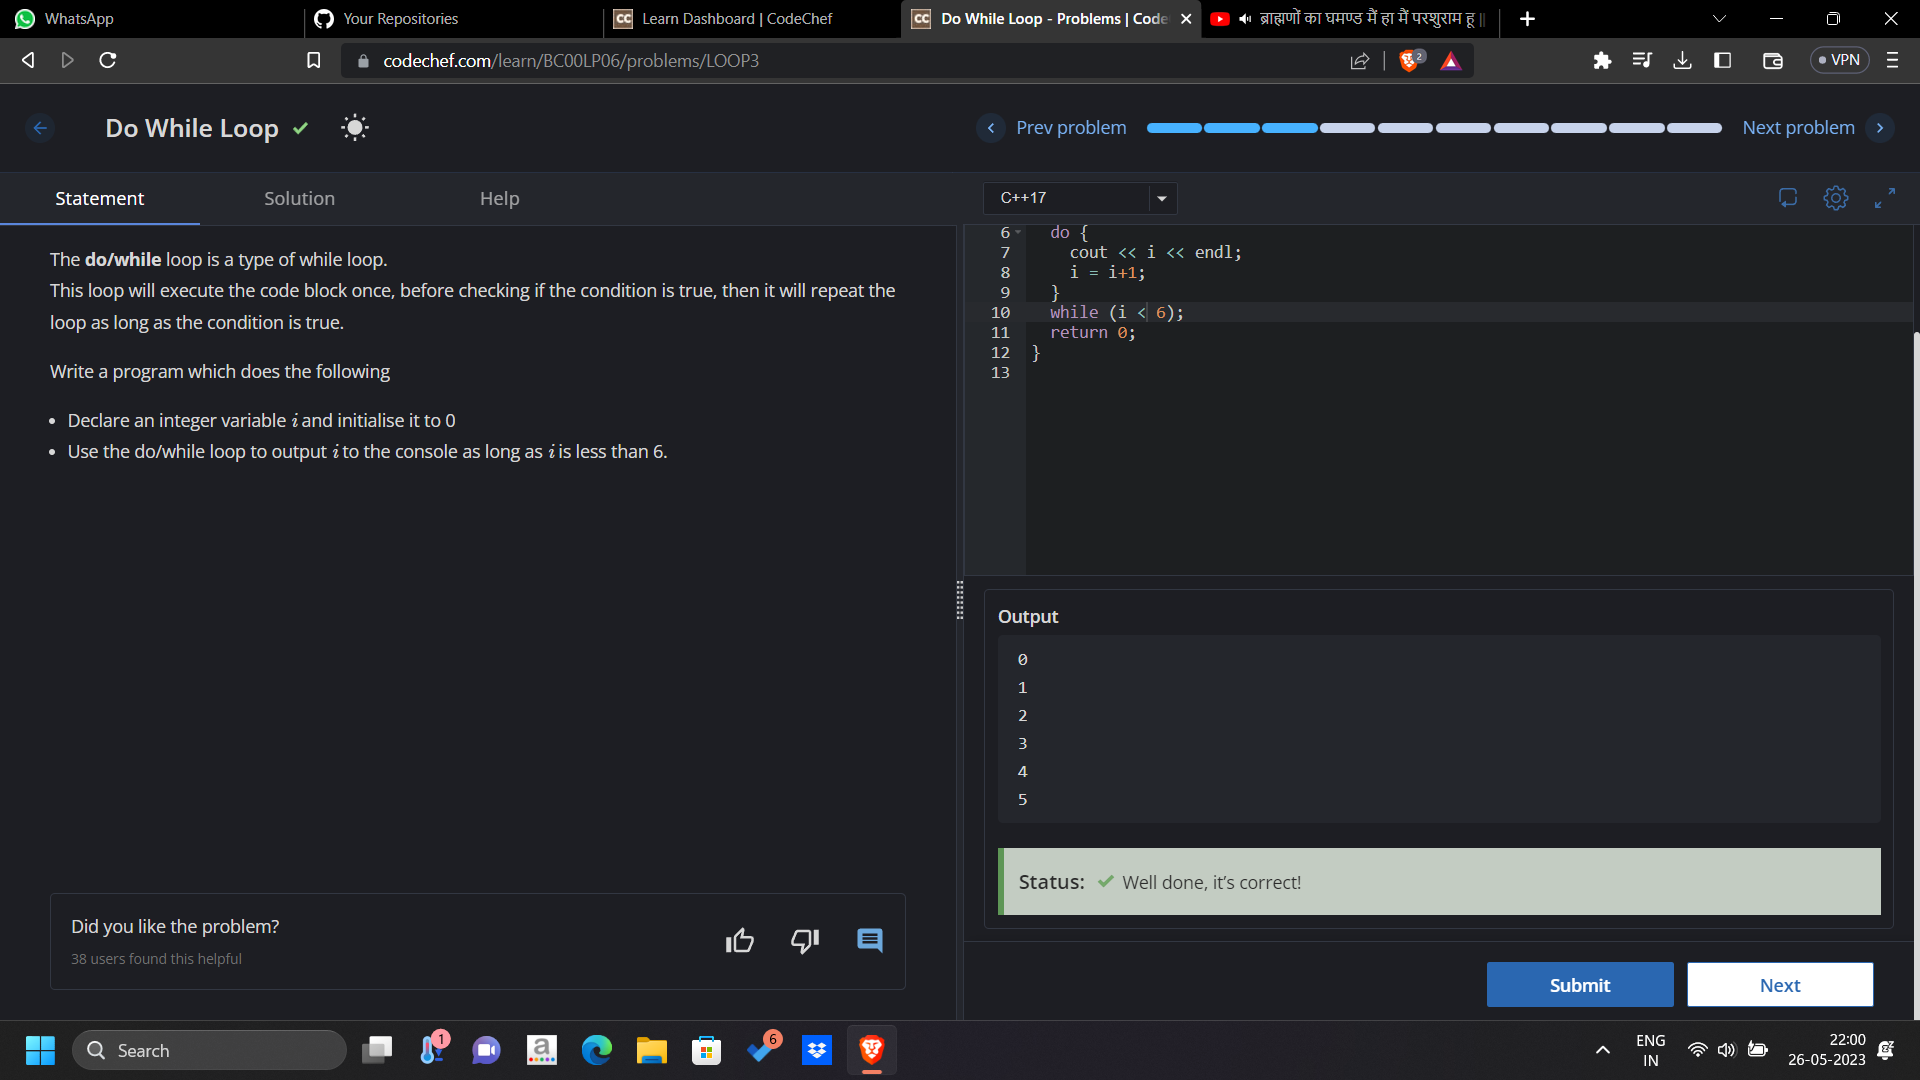 WhatsApp
Your Repositories
Learn Dashboard | CodeChef
Do While Loop - Problems | Code
ब्राह्मणों का घमण्ड मैं हा मैं परशुराम हू ||
codechef.com/learn/BC00LP06/problems/LOOP3
2
VPN
Do While Loop
Prev problem
Next problem
Statement
Solution
Help
C++17
The do/while loop is a type of while loop.
This loop will execute the code block once, before checking if the condition is true, then it will repeat the
loop as long as the condition is true.
Write a program which does the following
• Declare an integer variable i and initialise it to 0
• Use the do/while loop to output i to the console as long as i is less than 6.
Did you like the problem?
38 users found this helpful
6 do {
7 cout << i << endl;
8 i = i+1;
9 }
10 while (i < 6);
11 return 0;
12 }
13
Output
0
1
2
3
4
5
Status: Well done, it's correct!
Submit
Next
Search
1
a
6
ENG
IN
22:00
26-05-2023